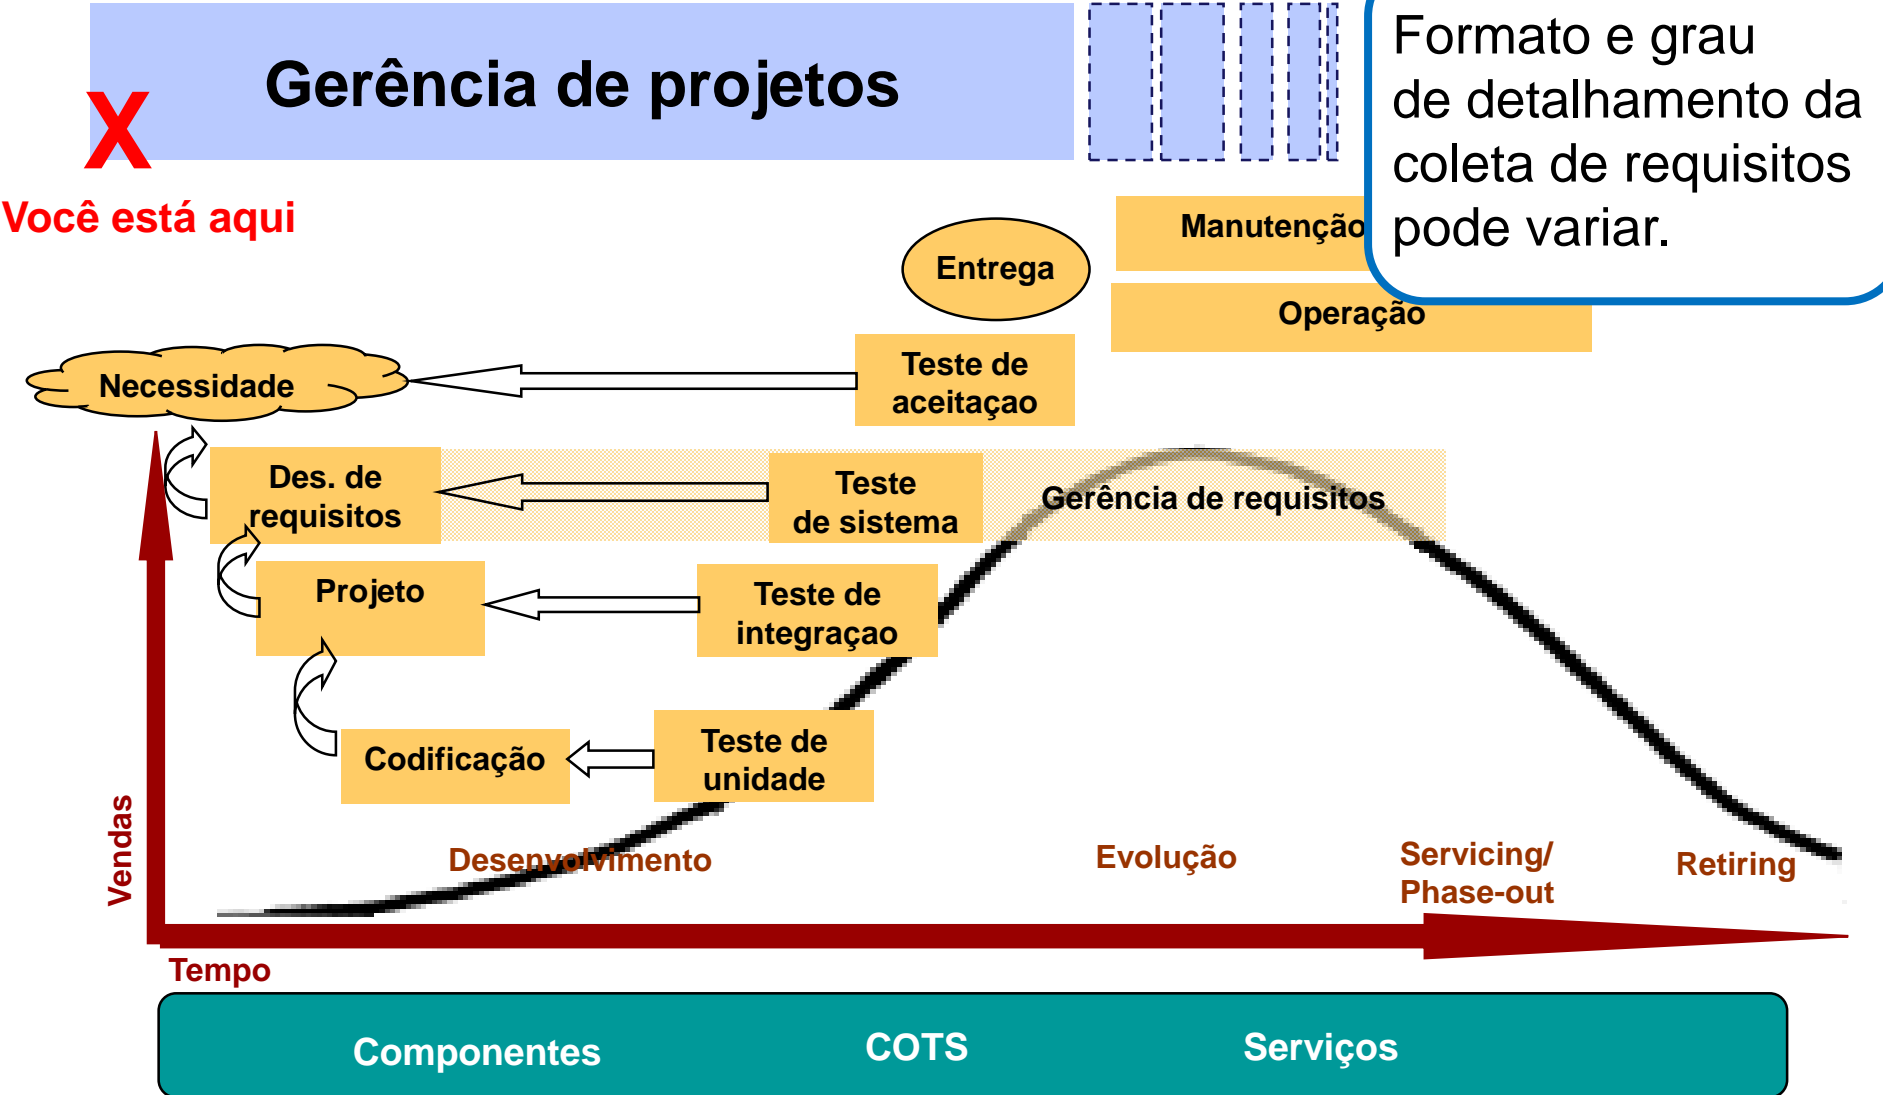 Gerência de projetos
X
Você está aqui
Formato e grau
de detalhamento da
coleta de requisitos
pode variar.
Manutenção
Entrega
Operação
Teste de
aceitaçao
Necessidade
Des. de
requisitos
Teste
de sistema
Gerência de requisitos
Projeto
Teste de
integraçao
Codificação
Teste de
unidade
Vendas
Desenvolvimento
Evolução
Servicing/
Phase-out
Retiring
Tempo
Componentes
COTS
Serviços